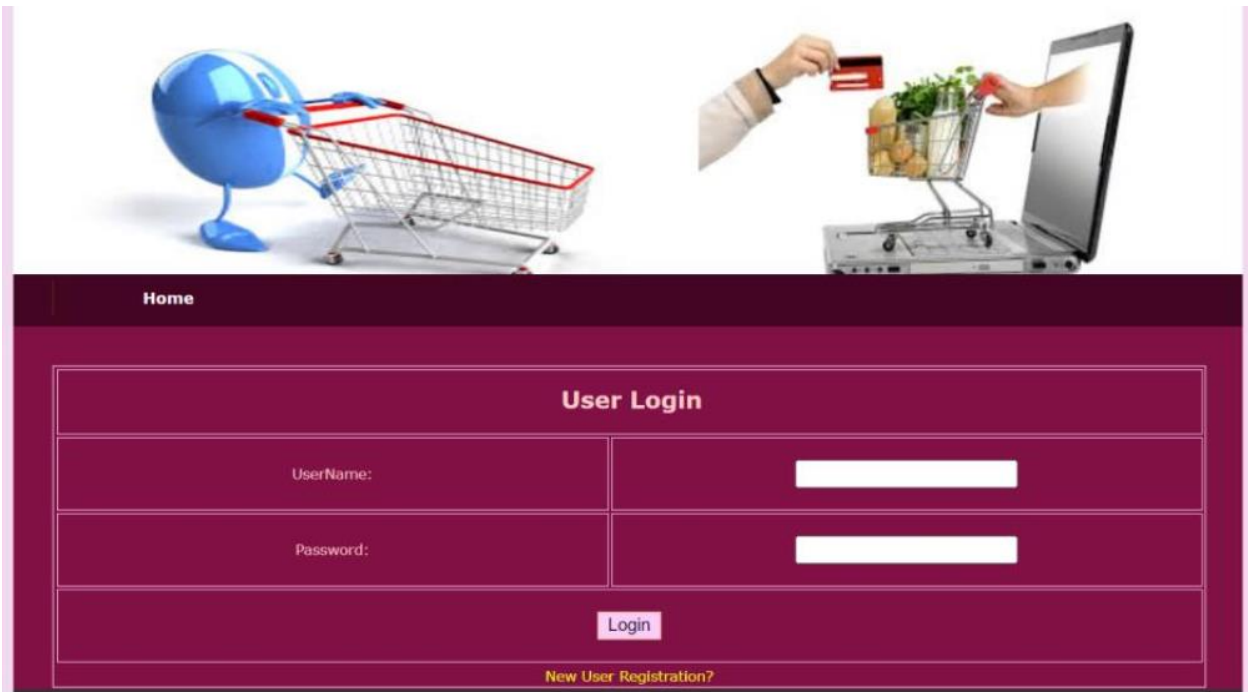 Home
User Login
UserName:
Password:
Login
New User Registration?